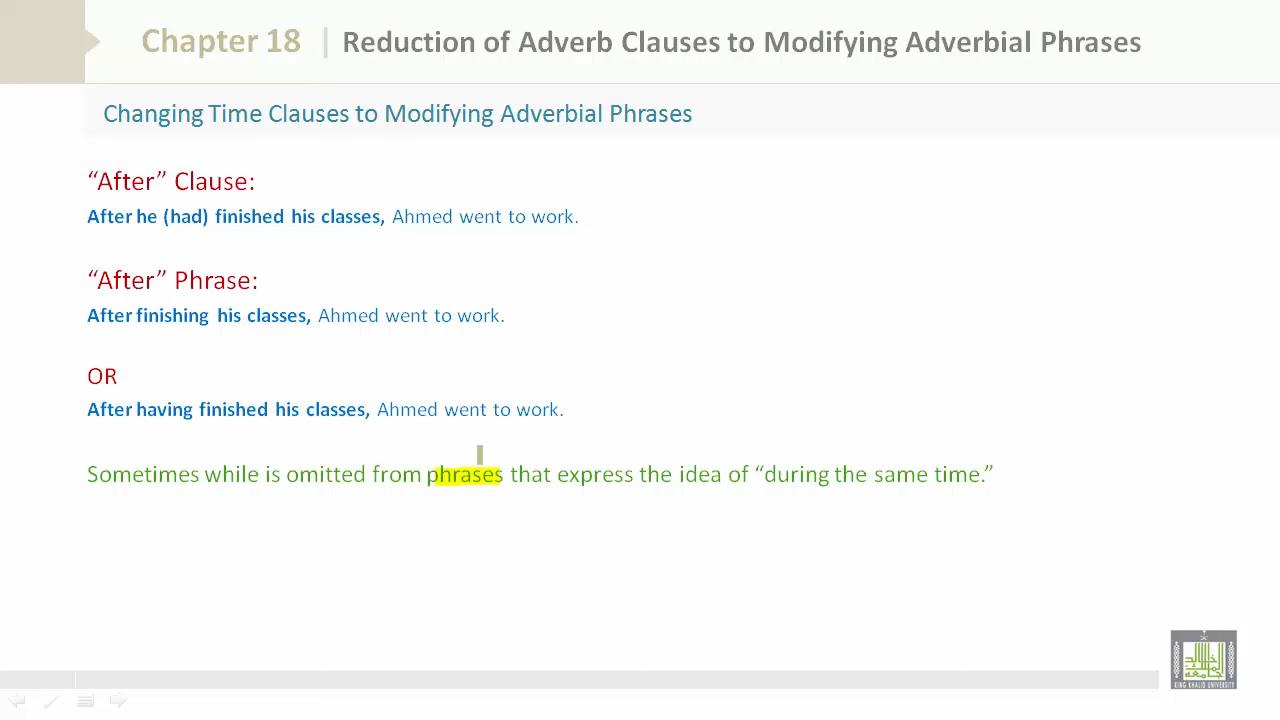 Chapter 18 | Reduction of Adverb Clauses to Modifying Adverbial Phrases
Changing Time Clauses to Modifying Adverbial Phrases
“After” Clause:
After he (had) finished his classes, Ahmed went to work.
“After” Phrase:
After finishing his classes, Ahmed went to work.
OR
After having finished his classes, Ahmed went to work.
Sometimes while is omitted from phrases that express the idea of “during the same time.”
KING KHALID UNIVERSITY